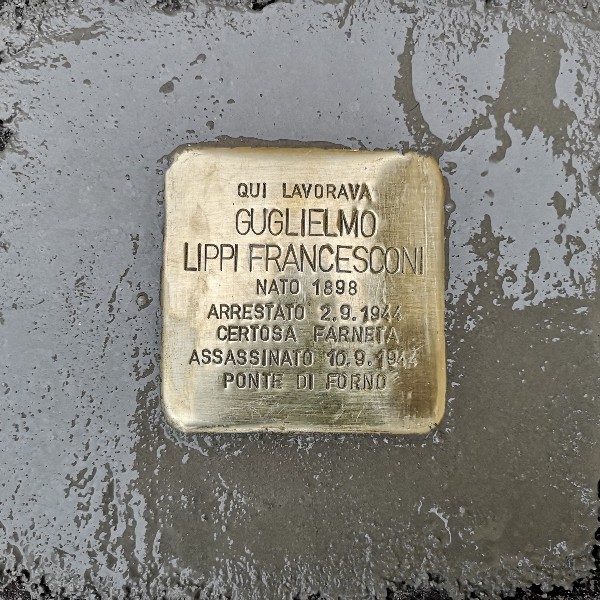 QUI LAVORAVA
GUGLIELMO
LIPPI FRANCESCONI
NATO 1898
ARRESTATO 2.9.1944
CERTOSA FARNETA
ASSASSINATO 10.9.1944
PONTE DI FORNO